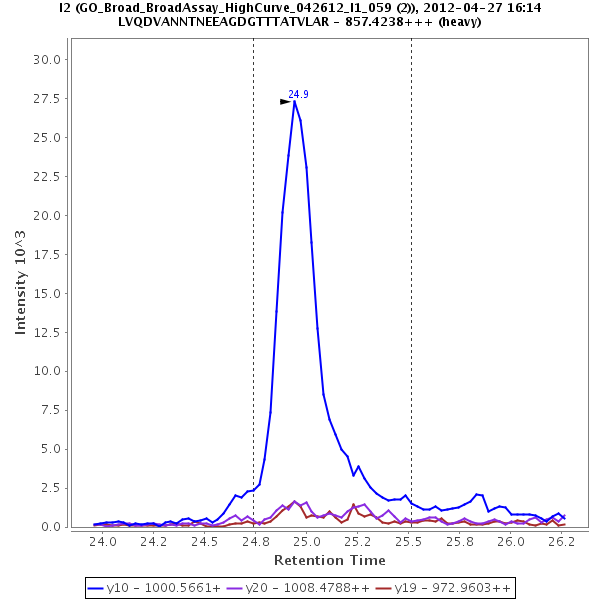 I2 (GO_Broad_BroadAssay_HighCurve_042612_I1_059 (2)), 2012-04-27 16:14
LVQDVANNTNEEAGDGTTTATVLAR - 857.4238+++ (heavy)
24.9
30.0
27.5
25.0
22.5
20.0
17.5
15.0
12.5
10.0
7.5
5.0
2.5
0.0
Intensity 10^3
24.0 24.2 24.5 24.8 25.0 25.2 25.5 25.8 26.0 26.2
Retention Time
y10 - 1000.5661+ y20 - 1008.4788++ y19 - 972.9603++